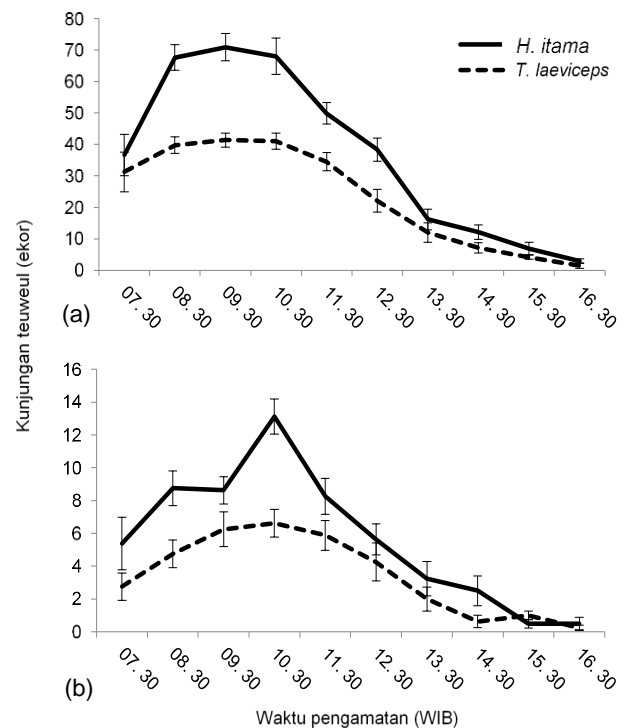 80
70
60
50
40
30
20
10
0
H. itama
T. laeviceps
07. 30 08. 30 09. 30 10. 30 11. 30 12. 30 13. 30 14. 30 15. 30 16. 30
(a)
Kunjungan teuweul (ekor)
16
14
12
10
8
6
4
2
0
07. 30 08. 30 09. 30 10. 30 11. 30 12. 30 13. 30 14. 30 15. 30 16. 30
(b)
Waktu pengamatan (WIB)